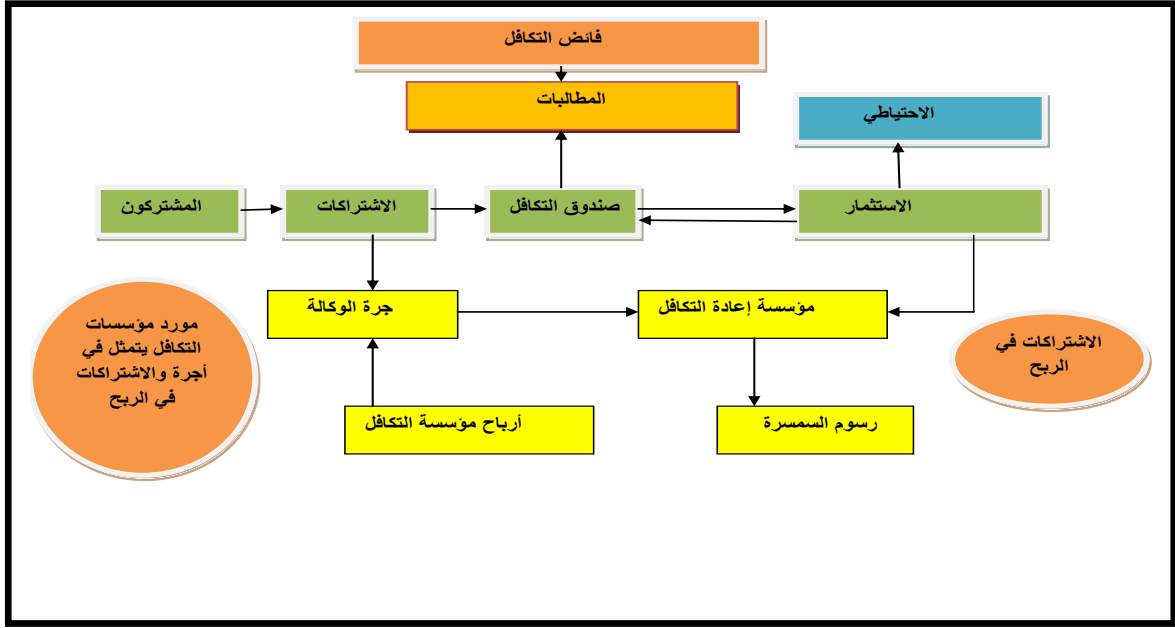 فائض التكافل
المطالبات
الاحتياطي
المشتركون
الاشتراكات
صندوق التكافل
الاستثمار
جرة الوكالة
مؤسسة إعادة التكافل
مورد مؤسسات
التكافل يتمثل في
أجرة والاشتراكات
في الربح
الاشتراكات في
الربح
أرباح مؤسسة التكافل
رسوم السمسرة